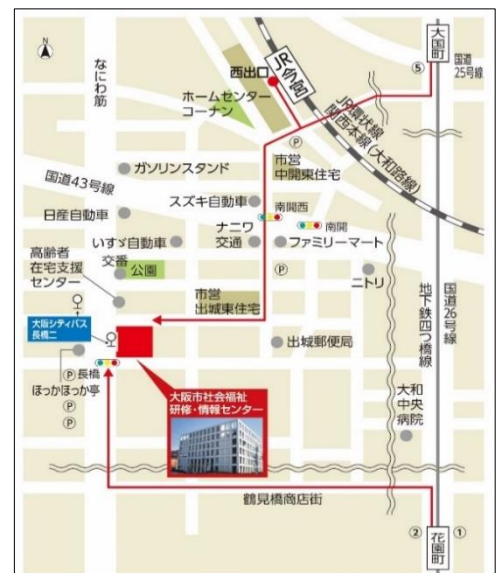 N
なにわ筋
西出口
JR今宮
大国町
⑤
国道
25号線
ホームセンター
コーナン
JR環状線
関西本線(大和路線)
P
ガソリンスタンド
市営
中開東住宅
国道43号線
スズキ自動車
南開西
日産自動車
ナニワ
交通
南開
いすゞ自動車
ファミリーマート
高齢者
在宅支援
センター
交番
公園
P
ニトリ
市営
出城東住宅
地下鉄四つ橋線
国道26号線
大阪シティバス
長橋二
出城郵便局
P
長橋
ほっかほっか亭
P
P
大阪市社会福祉
研修・情報センター
大和
中央
病院
鶴見橋商店街
②
花園町
①